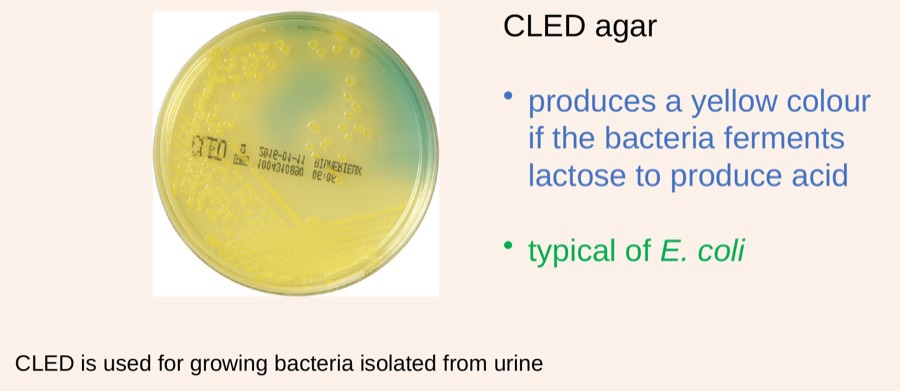 CLED agar
• produces a yellow colour
if the bacteria ferments
lactose to produce acid
• typical of E. coli
CLED
CLED is used for growing bacteria isolated from urine